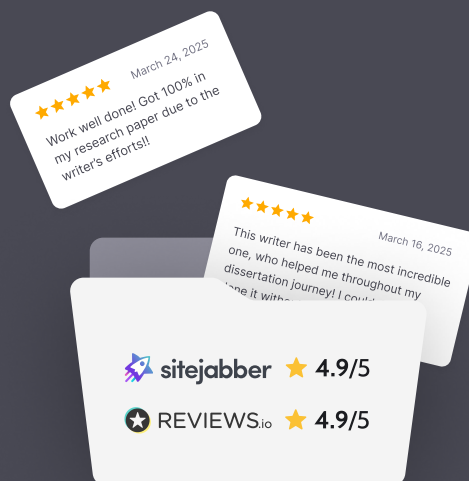 March 24, 2025
Work well done! Got 100% in
my research paper due to the
writer's efforts!!
March 16, 2025
This writer has been the most incredible
one, who helped me throughout my
dissertation journey! I
it
sitejabber 4.9/5
REVIEWS.io 4.9/5